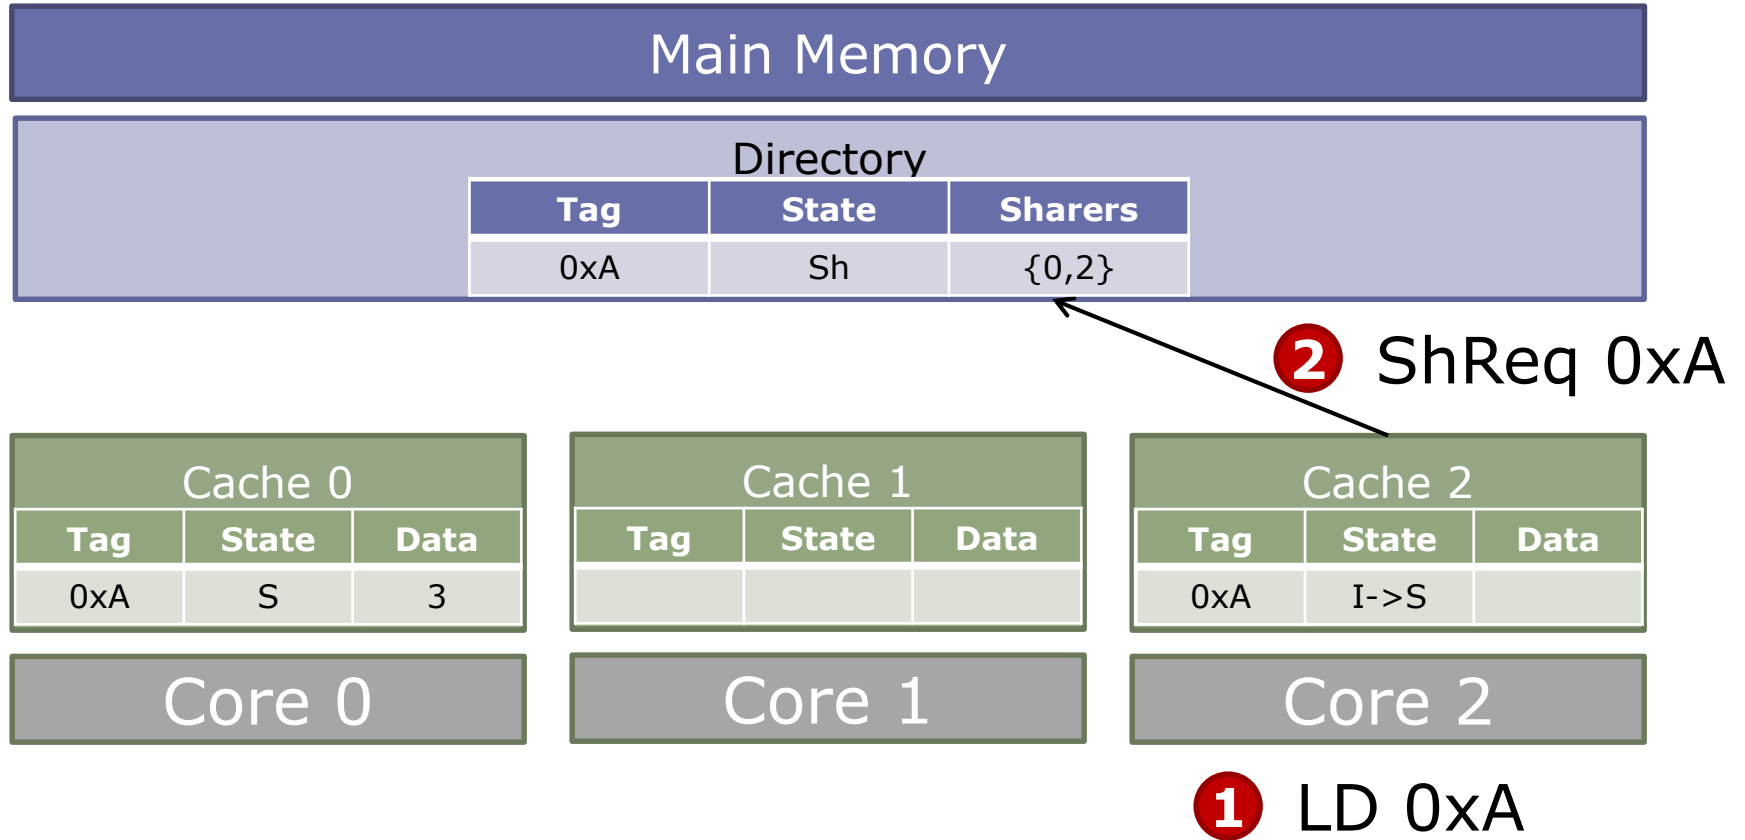 Main Memory
Directory
Tag State Sharers
0xA Sh {0,2}
2 ShReq 0xA
Cache 0
Tag State Data
0xA S 3
Cache 1
Tag State Data
Cache 2
Tag State Data
0xA I->S
Core 0
Core 1
Core 2
1 LD 0xA